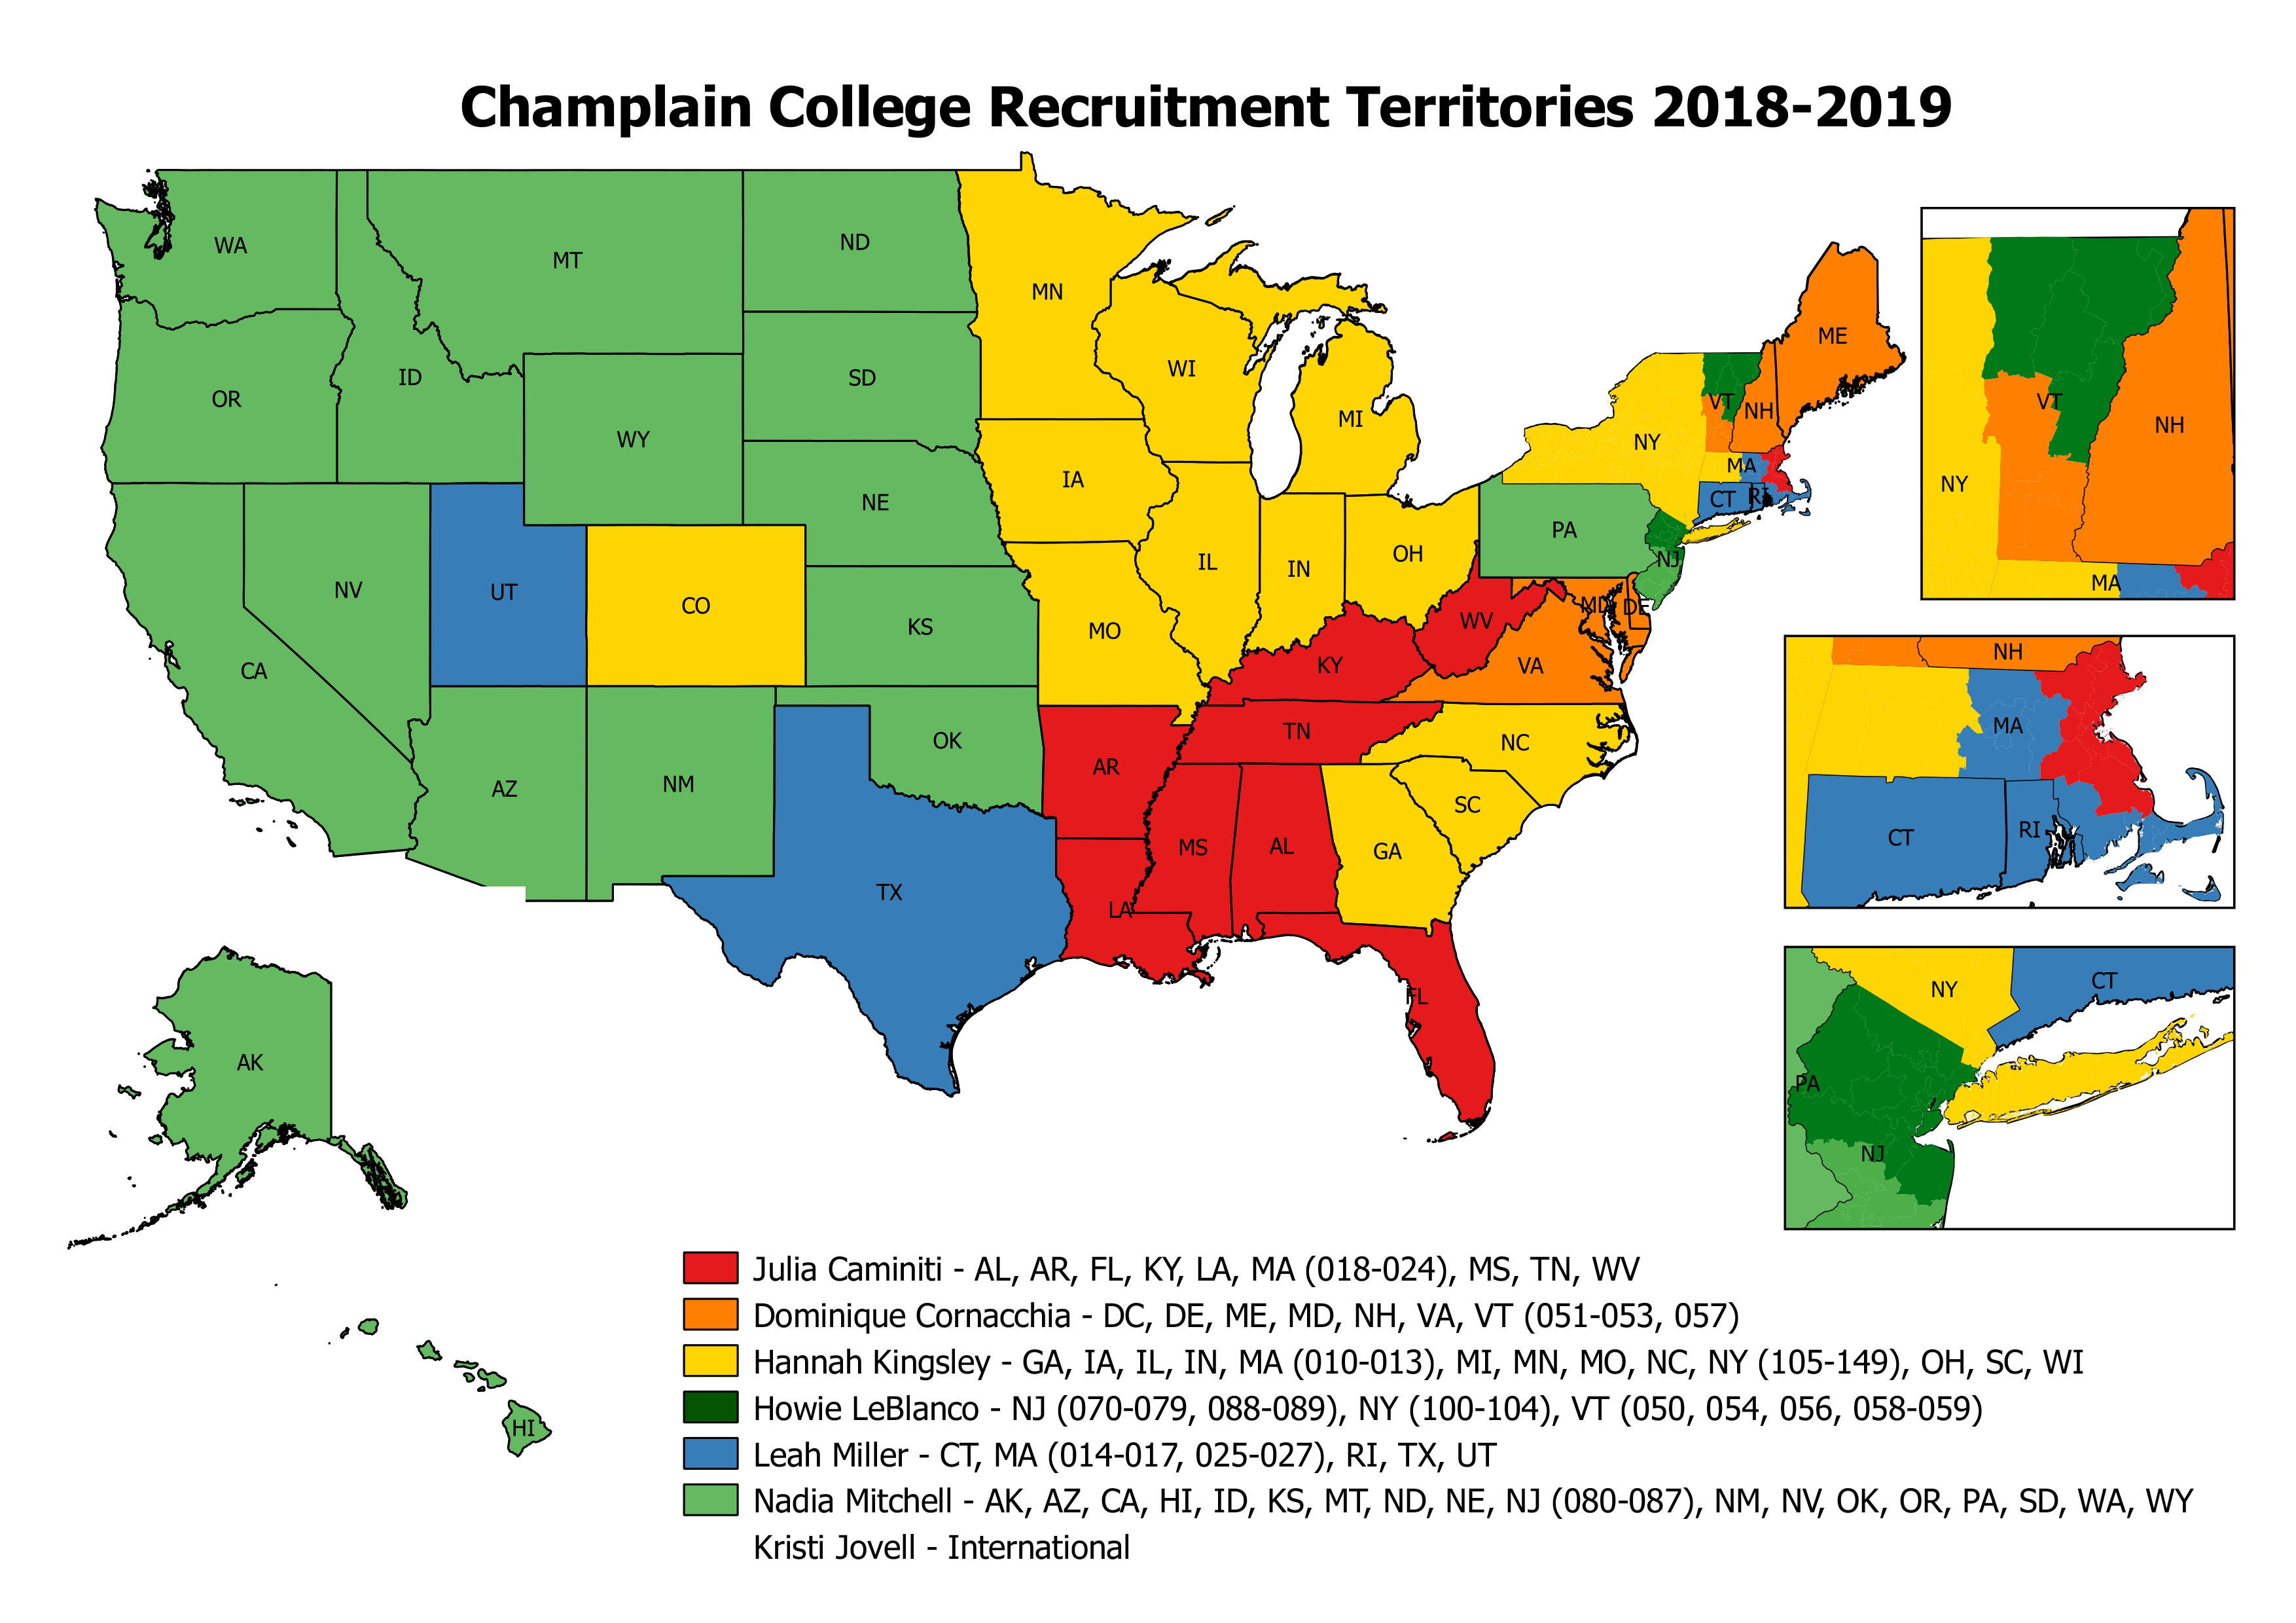 Champlain College Recruitment Territories 2018-2019
WA
MT
ND
MN
ME
OR
ID
SD
WI
MI
VT
NH
NY
WY
NE
IA
MA
CT
RI
PA
NV
UT
CO
KS
IL
IN
OH
NJ
MO
MD
DE
WV
CA
KY
VA
AZ
NM
OK
AR
TN
NC
SC
TX
MS
AL
GA
LA
FL
AK
HI
VT
NH
NY
MA
NH
MA
CT
RI
NY
CT
PA
NJ
Julia Caminiti - AL, AR, FL, KY, LA, MA (018-024), MS, TN, WV
Dominique Cornacchia - DC, DE, ME, MD, NH, VA, VT (051-053, 057)
Hannah Kingsley - GA, IA, IL, IN, MA (010-013), MI, MN, MO, NC, NY (105-149), OH, SC, WI
Howie LeBlanco - NJ (070-079, 088-089), NY (100-104), VT (050, 054, 056, 058-059)
Leah Miller - CT, MA (014-017, 025-027), RI, TX, UT
Nadia Mitchell - AK, AZ, CA, HI, ID, KS, MT, ND, NE, NJ (080-087), NM, NV, OK, OR, PA, SD, WA, WY
Kristi Jovell - International